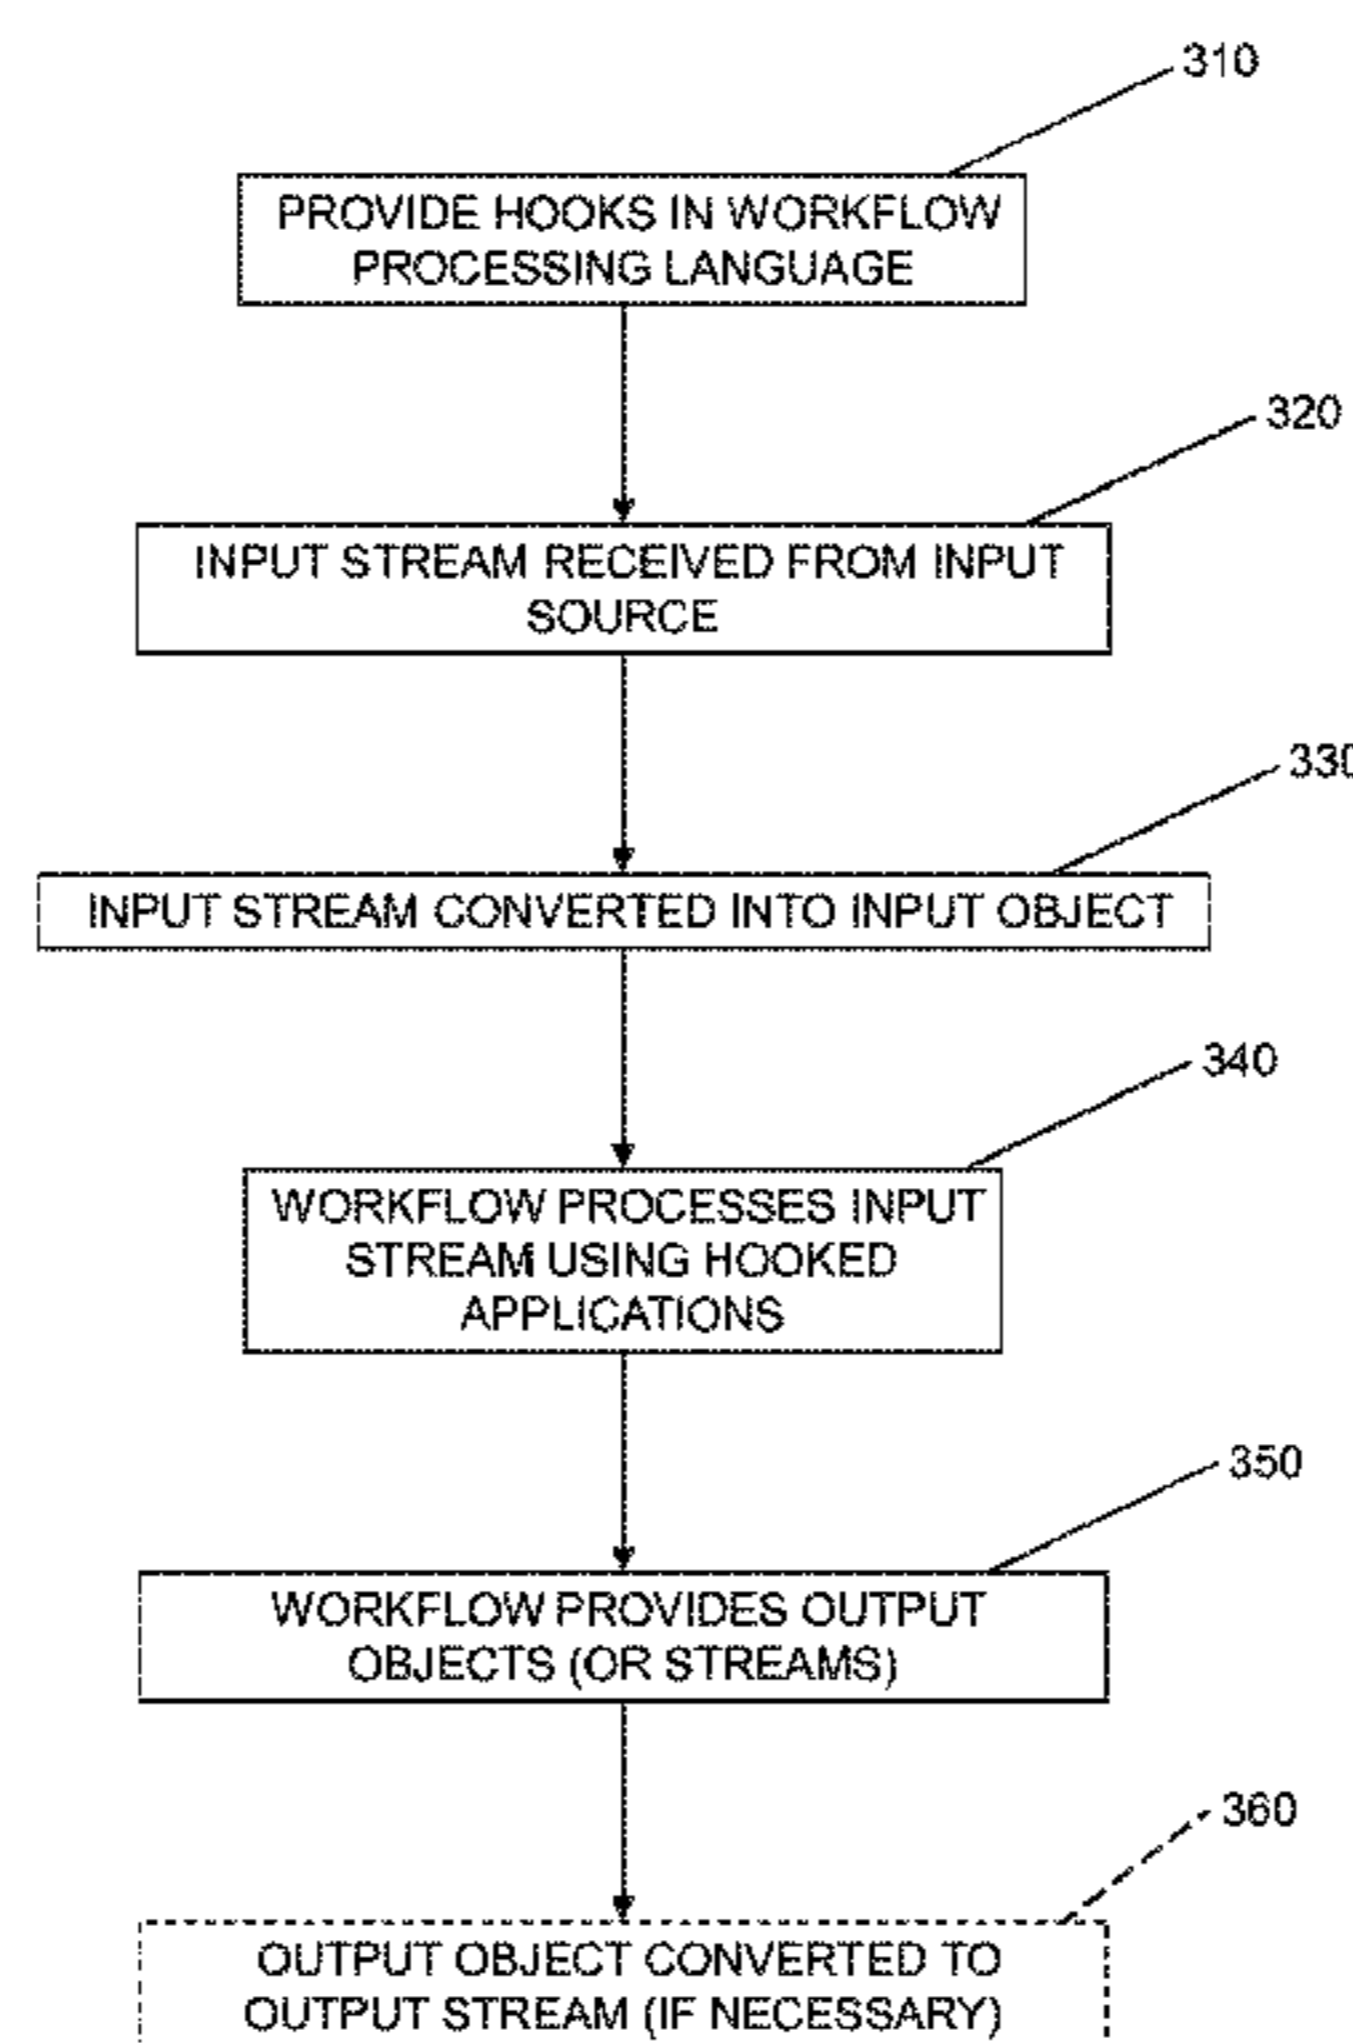 310
PROVIDE HOOKS IN WORKFLOW
PROCESSING LANGUAGE
320
INPUT STREAM RECEIVED FROM INPUT
SOURCE
330
INPUT STREAM CONVERTED INTO INPUT OBJECT
340
WORKFLOW PROCESSES INPUT
STREAM USING HOOKED
APPLICATIONS
350
WORKFLOW PROVIDES OUTPUT
OBJECTS (OR STREAMS)
360
OUTPUT OBJECT CONVERTED TO
OUTPUT STREAM (IF NECESSARY)